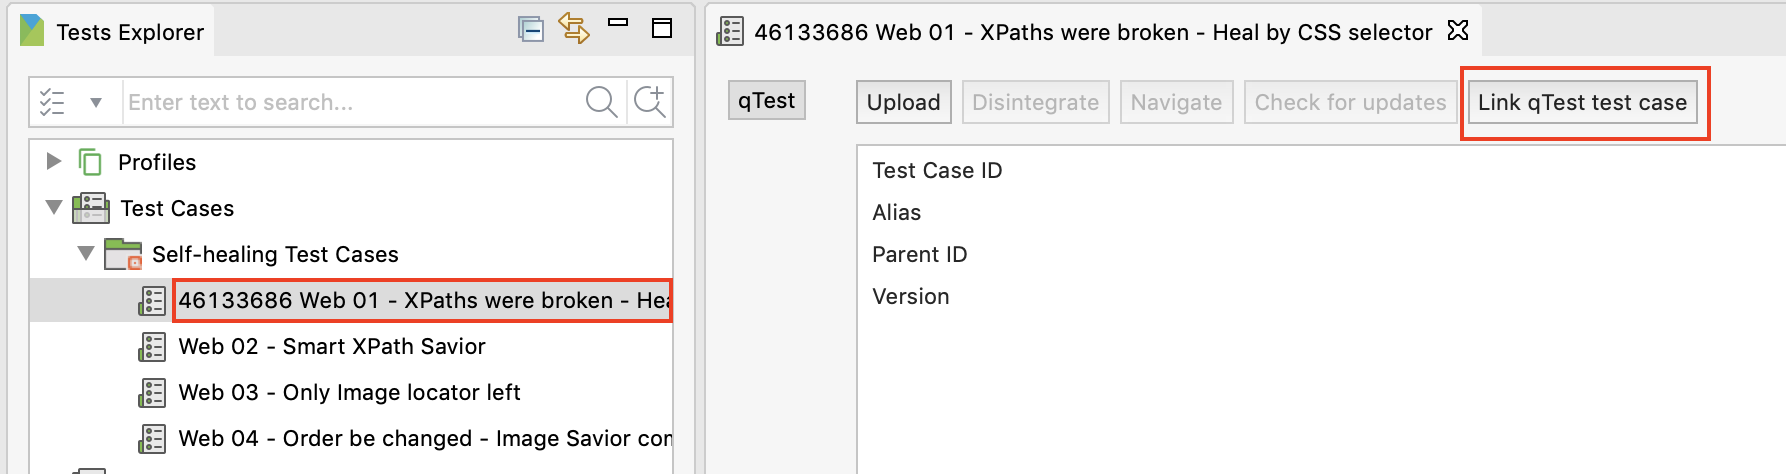 Tests Explorer
Enter text to search...
Profiles
Test Cases
Self-healing Test Cases
46133686 Web 01 - XPaths were broken - Hea
Web 02 - Smart XPath Savior
Web 03 - Only Image locator left
Web 04 - Order be changed - Image Savior com
46133686 Web 01 - XPaths were broken - Heal by CSS selector
qTest
Upload Disintegrate Navigate Check for updates Link qTest test case
Test Case ID
Alias
Parent ID
Version